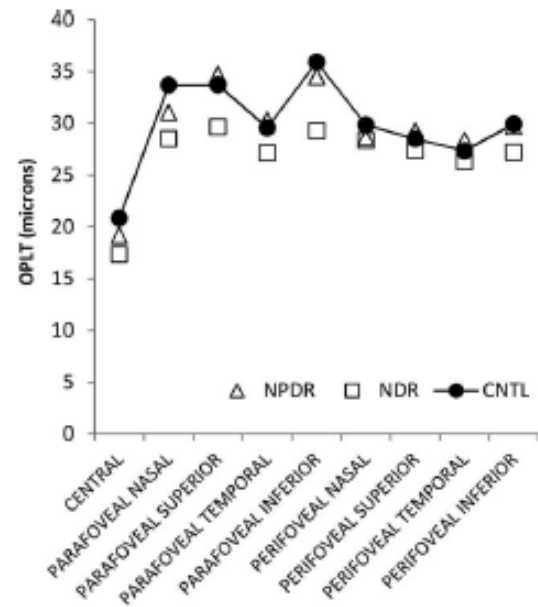 40
35
30
25
20
15
10
5
0
OPLT (microns)
NPDR NDR CNTL
CENTRAL
PARAFOVEAL NASAL
PARAFOVEAL SUPERIOR
PARAFOVEAL TEMPORAL
PARAFOVEAL INFERIOR
PERIFOVEAL NASAL
PERIFOVEAL SUPERIOR
PERIFOVEAL TEMPORAL
PERIFOVEAL INFERIOR